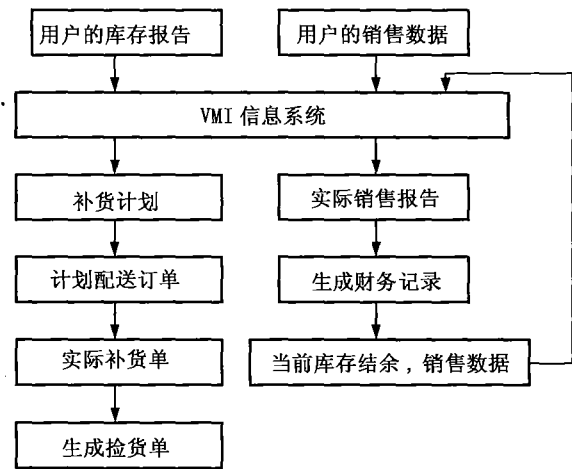 用户的库存报告
用户的销售数据
VMI 信息系统
补货计划
实际销售报告
计划配送订单
生成财务记录
实际补货单
当前库存结余，销售数据
生成捡货单